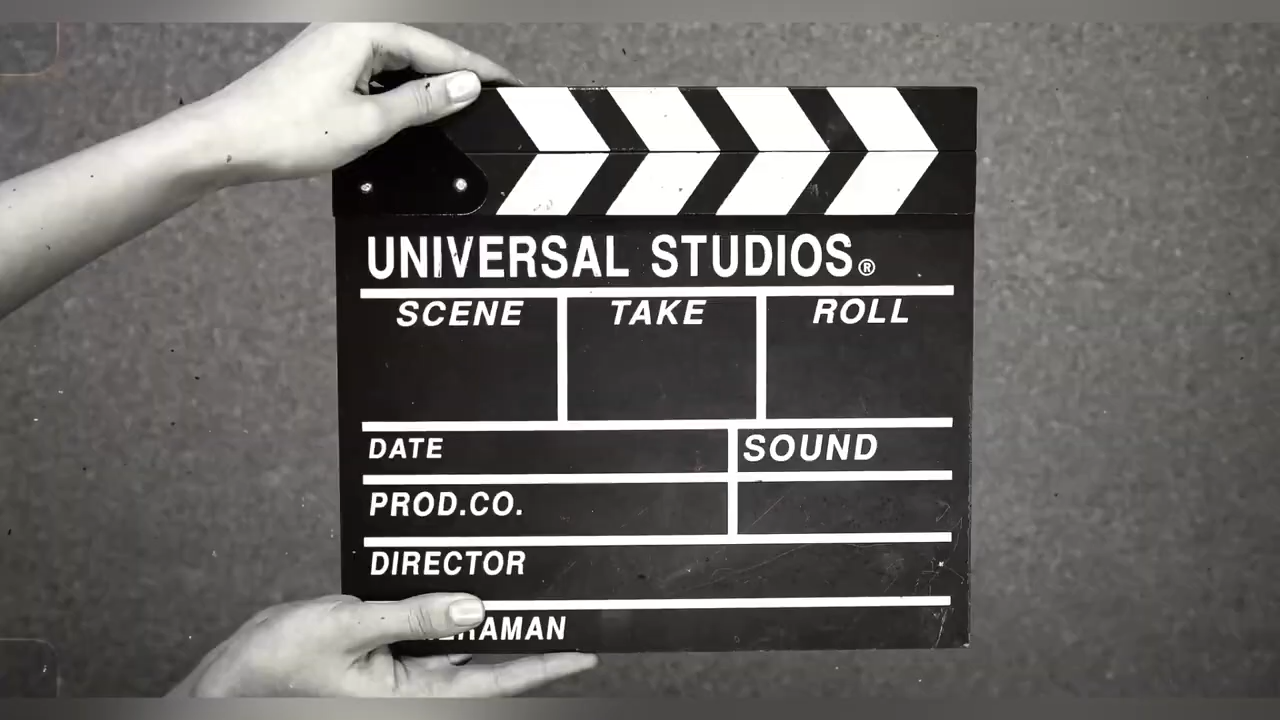 UNIVERSAL STUDIOS®
SCENE TAKE ROLL
DATE SOUND
PROD.CO.
DIRECTOR